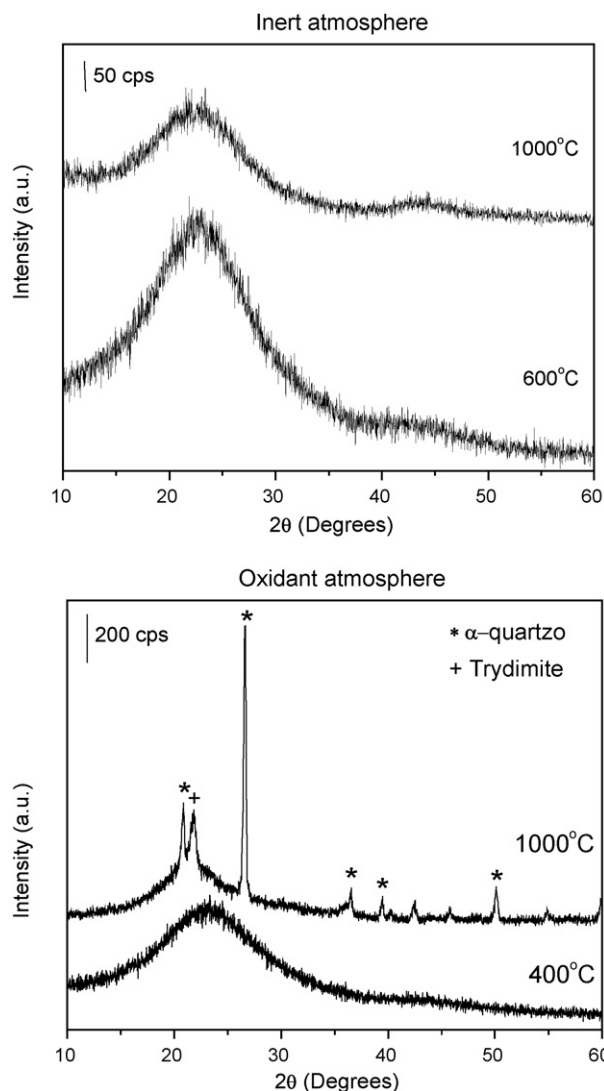 Inert atmosphere
50 cps
1000°C
600°C
Intensity (a.u.)
10 20 30 40 50 60
2θ (Degrees)
Oxidant atmosphere
200 cps
* α-quartzo
+ Trydimite
*
*
+
*
*
*
1000°C
400°C
Intensity (a.u.)
10 20 30 40 50 60
2θ (Degrees)